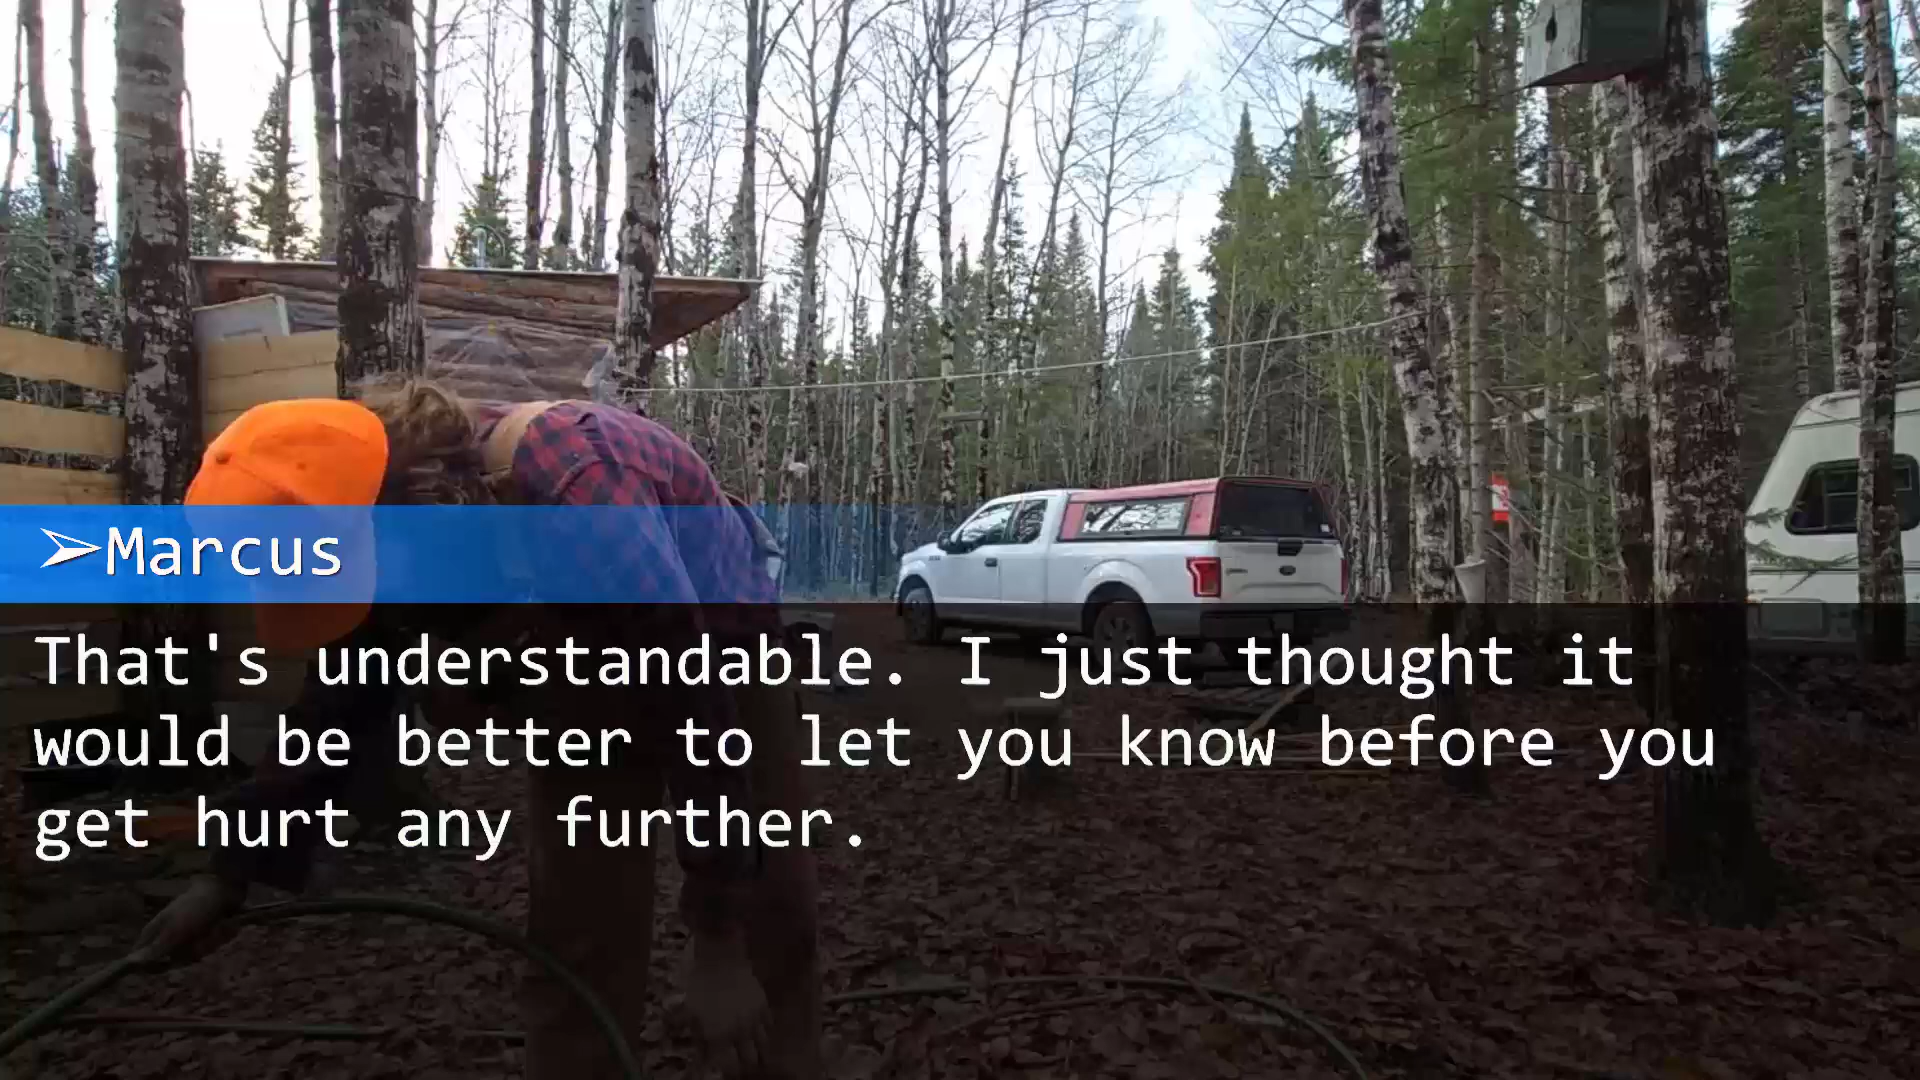 ➢Marcus
That's understandable. I just thought it
would be better to let you know before you
get hurt any further.